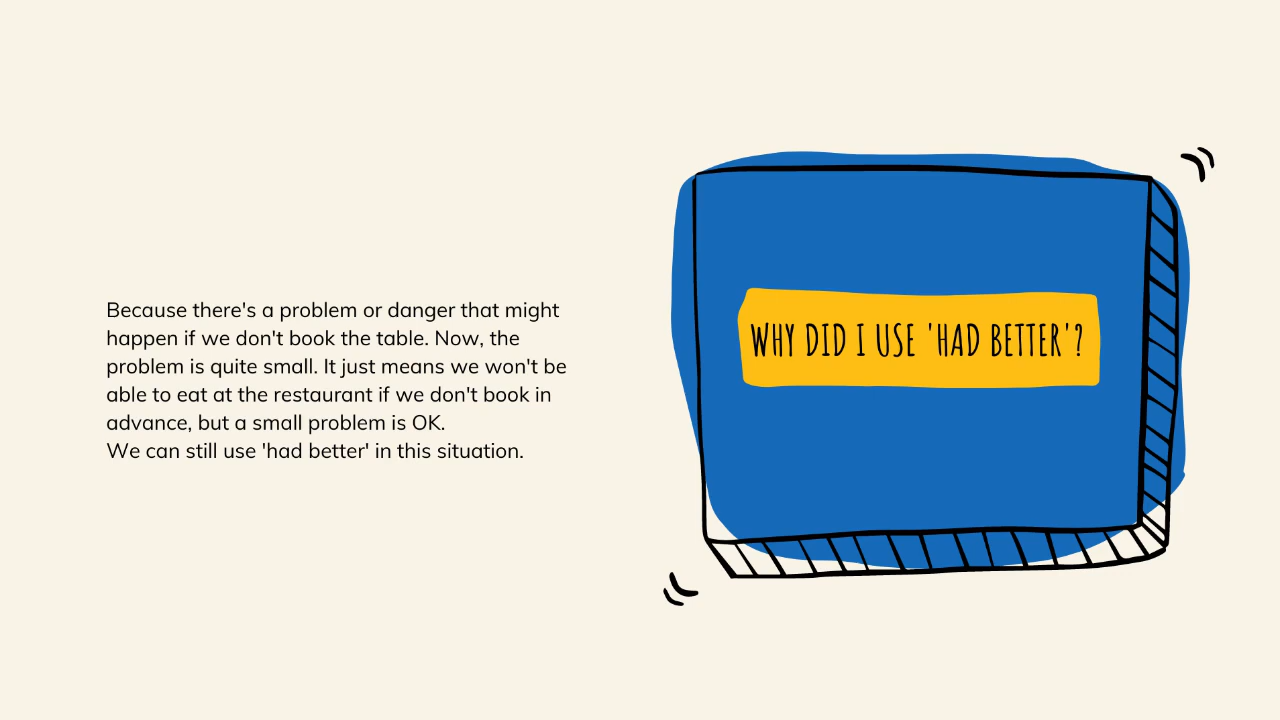 Because there's a problem or danger that might
happen if we don't book the table. Now, the
problem is quite small. It just means we won't be
able to eat at the restaurant if we don't book in
advance, but a small problem is OK.
We can still use 'had better' in this situation.
WHY DID I USE 'HAD BETTER'?